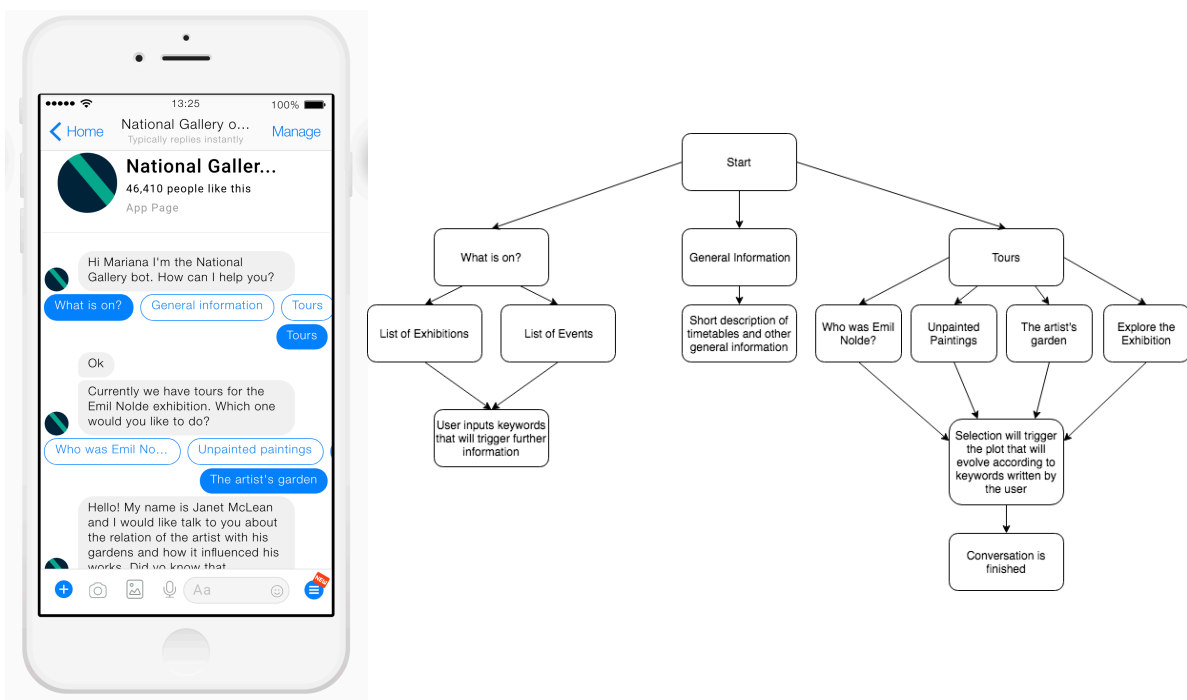 13:25
100%
Home
National Gallery o...
Manage
Typically replies instantly
National Galler...
46,410 people like this
App Page
Hi Mariana I'm the National
Gallery bot. How can I help you?
What is on?
General information
Tours
Tours
Ok
Currently we have tours for the
Emil Nolde exhibition. Which one
would you like to do?
Who was Emil No...
Unpainted paintings
The artist's garden
Hello! My name is Janet McLean
and I would like talk to you about
the relation of the artist with his
gardens and how it influenced his
works. Did yo know that
Aa
NEW
Start
What is on?
General Information
Tours
List of Exhibitions
List of Events
Short description of
timetables and other
general information
Who was Emil
Nolde?
Unpainted
Paintings
The artist's
garden
Explore the
Exhibition
User inputs keywords
that will trigger further
information
Selection will trigger
the plot that will
evolve according to
keywords written by
the user
Conversation is
finished